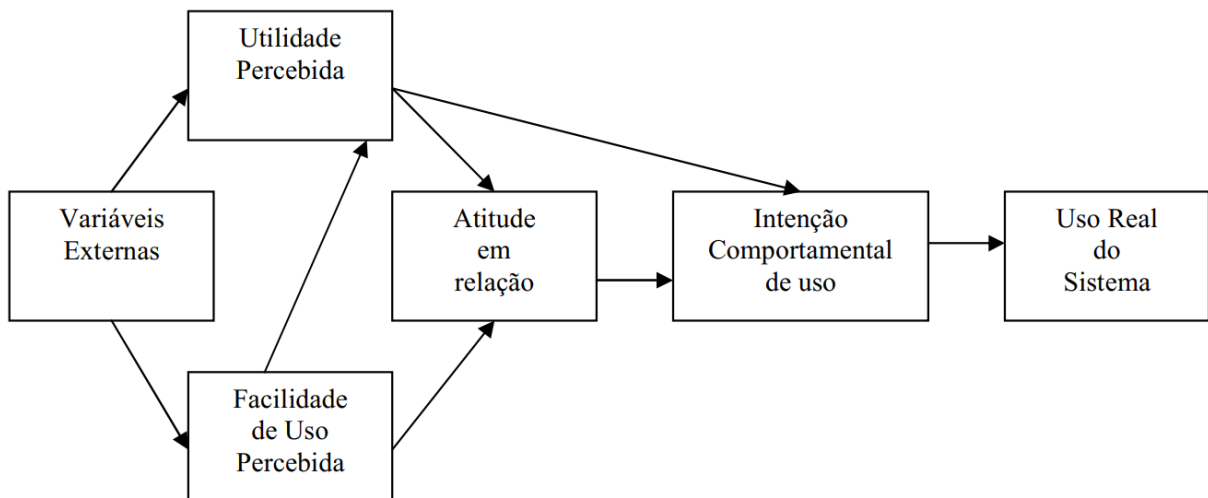 Utilidade
Percebida
Variáveis
Externas
Atitude
em
relação
Intenção
Comportamental
de uso
Uso Real
do
Sistema
Facilidade
de Uso
Percebida